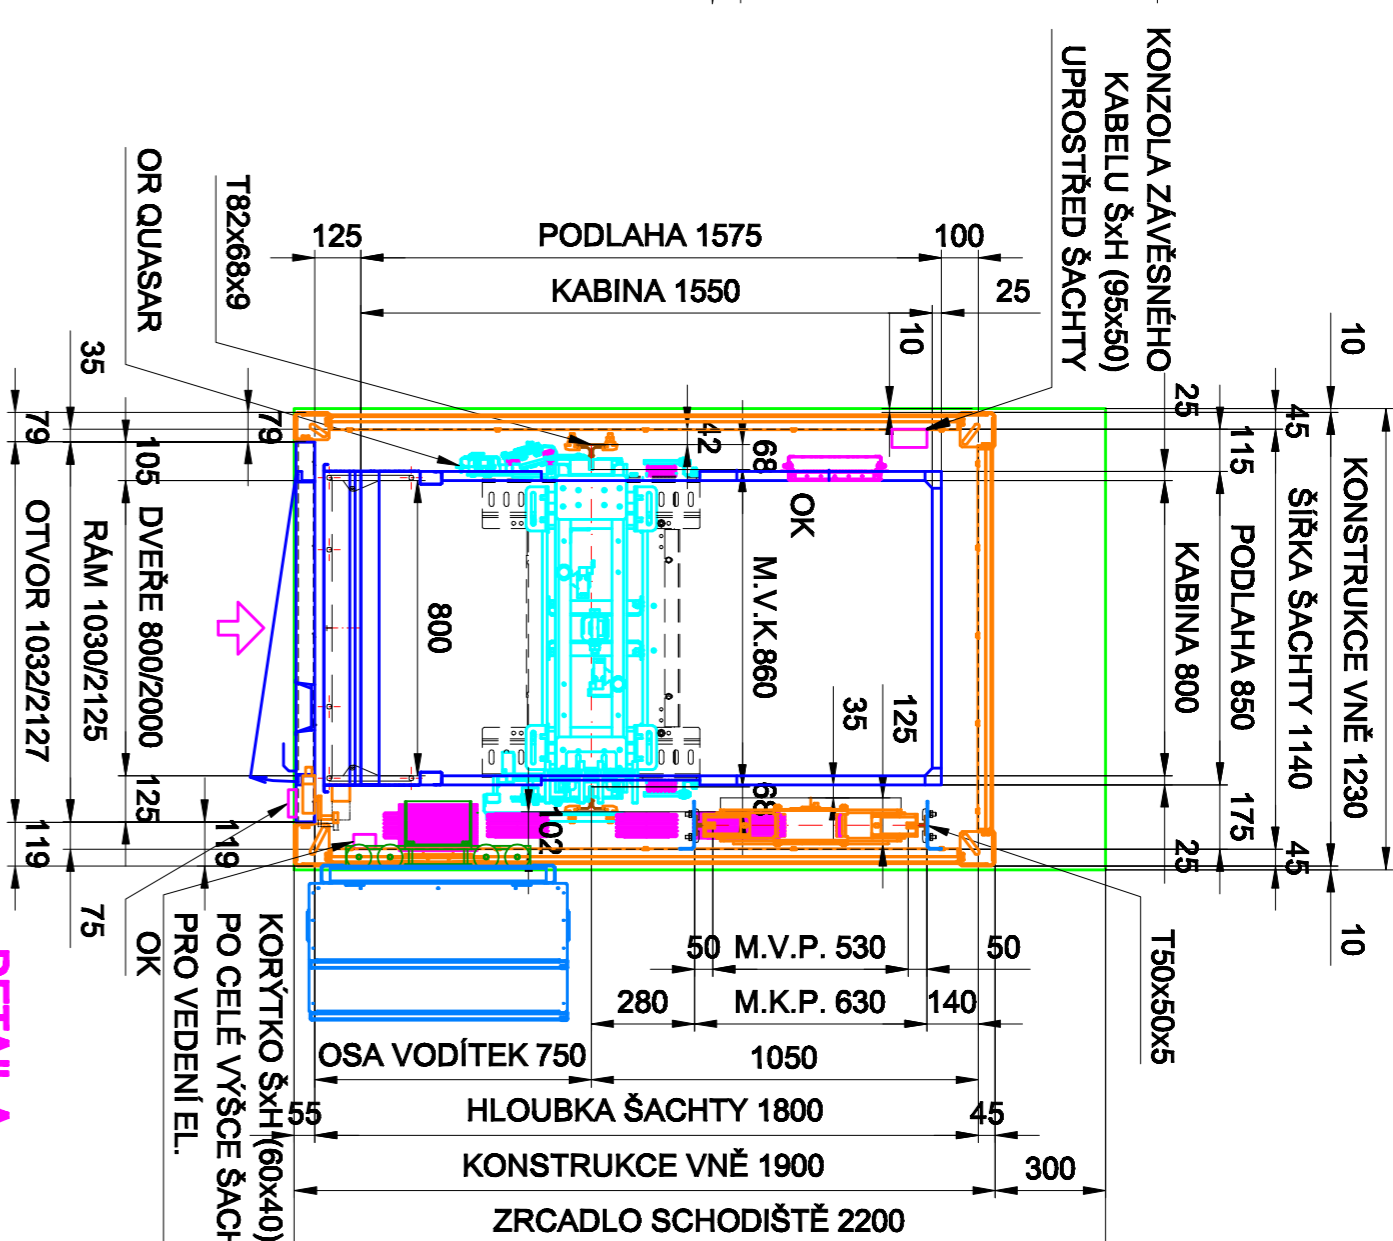 KONZOLA ZÁVĚSNÉHO
KABELU ŠxH (95x50)
UPROSTŘED ŠACHTY
OR QUASAR
T82x68x9
125
PODLAHA 1575
100
KABINA 1550
25
10
10
25
115
45
KONSTRUKCE VNĚ 1230
ŠÍŘKA ŠACHTY 1140
PODLAHA 850
KABINA 800
175
25
45
10
35
79
79
105
DVEŘE 800/2000
RÁM 1030/2125
OTVOR 1032/2127
125
119
119
75
42
68
OK
M.V.K.860
800
35
125
68
102
T50x50x5
50
M.V.P. 530
50
280
M.K.P. 630
140
OSA VODÍTEK 750
1050
55
HLOUBKA ŠACHTY 1800
45
KONSTRUKCE VNĚ 1900
300
ZRCADLO SCHODIŠTĚ 2200
OK
KORÝTKO ŠxH (60x40)
PO CELÉ VÝŠCE ŠACH
PRO VEDENÍ EL.